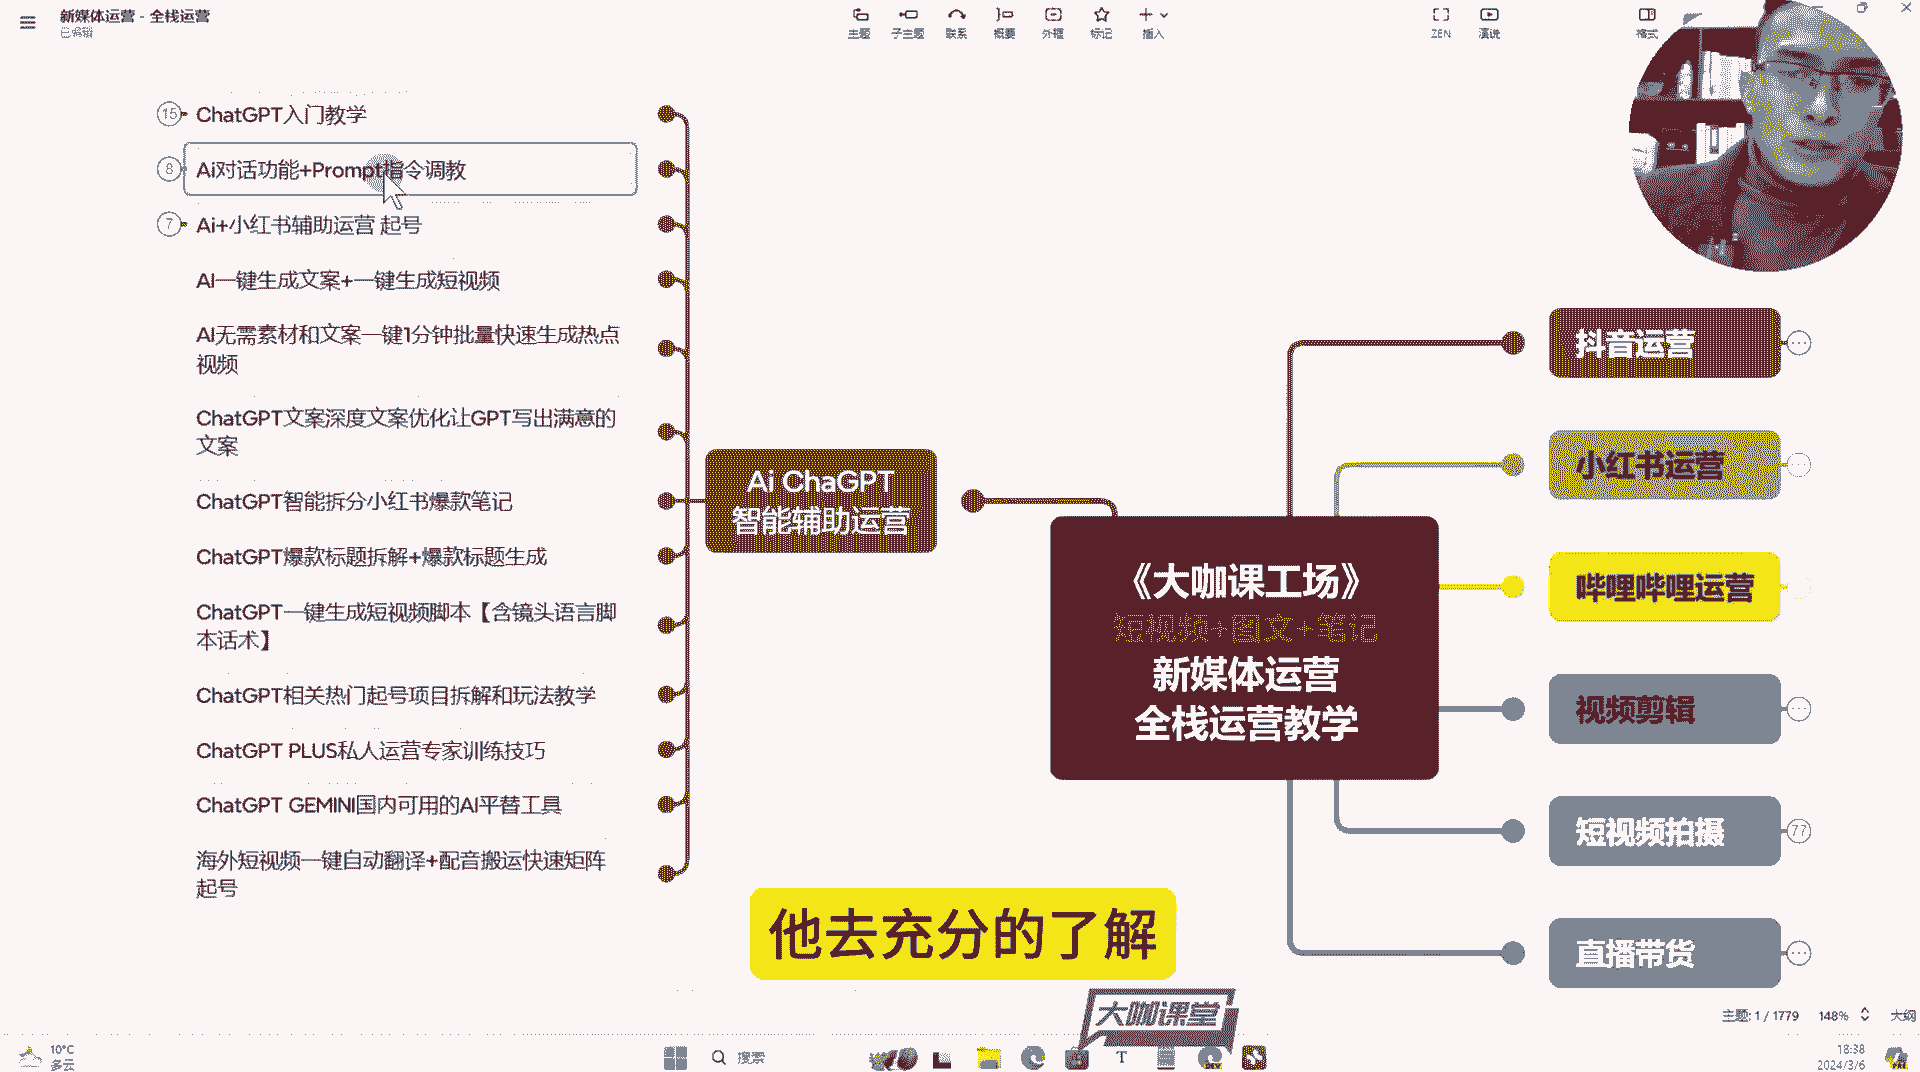 新媒体运营 - 全栈运营
已编辑
主题
子主题
联系
概要
外框
标记
插入
ZEN
演说
格式
15
ChatGPT入门教学
8
Ai对话功能+Prompt指令调教
7
Ai+小红书辅助运营 起号
AI一键生成文案+一键生成短视频
AI无需素材和文案一键1分钟批量快速生成热点
视频
ChatGPT文案深度文案优化让GPT写出满意的
文案
ChatGPT智能拆分小红书爆款笔记
ChatGPT爆款标题拆解+爆款标题生成
ChatGPT一键生成短视频脚本【含镜头语言脚
本话术】
ChatGPT相关热门起号项目拆解和玩法教学
ChatGPT PLUS私人运营专家训练技巧
ChatGPT GEMINI国内可用的AI平替工具
海外短视频一键自动翻译+配音搬运快速矩阵
起号
Ai ChaGPT
智能辅助运营
《大咖课工场》
短视频+图文+笔记
新媒体运营
全栈运营教学
抖音运营
小红书运营
哔哩哔哩运营
视频剪辑
短视频拍摄
77
直播带货
他去充分的了解
大咖课堂
主题: 1 / 1779
148%
大纲
10°C
多云
搜索
18:38
2024/3/6